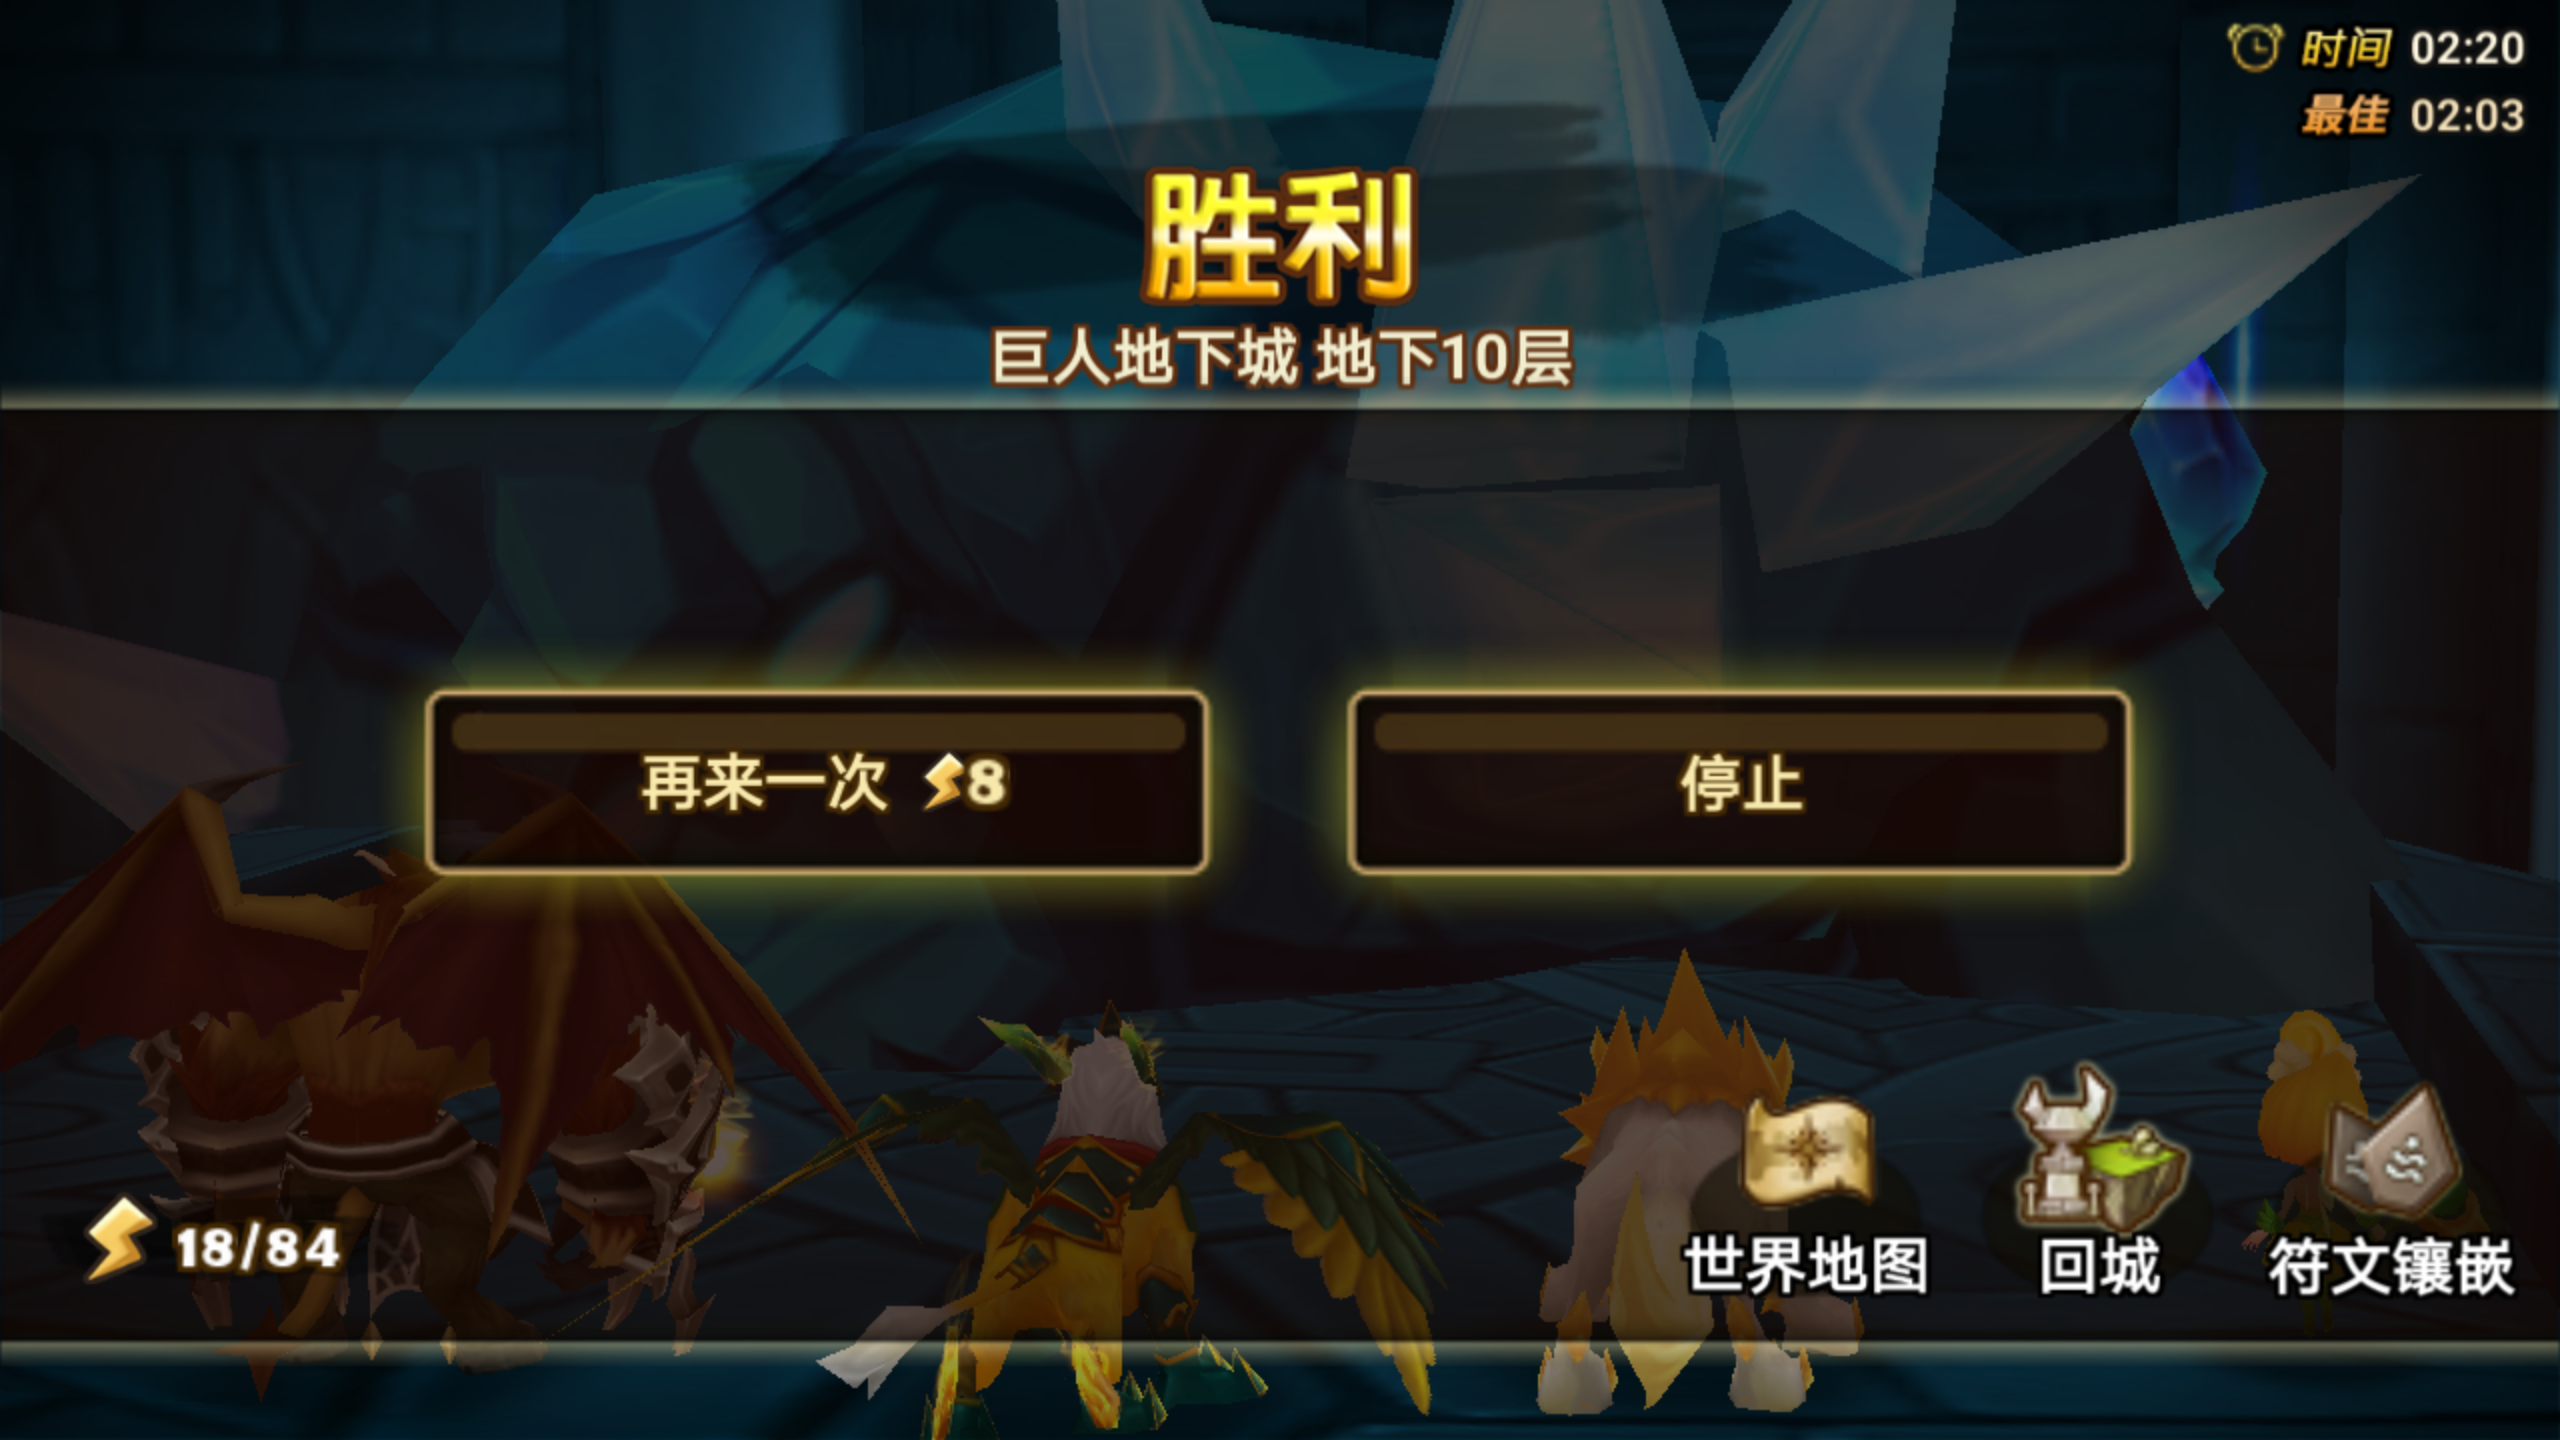 时间 02:20
最佳 02:03
胜利
巨人地下城 地下10层
再来一次 8
停止
18/84
世界地图
回城
符文镶嵌